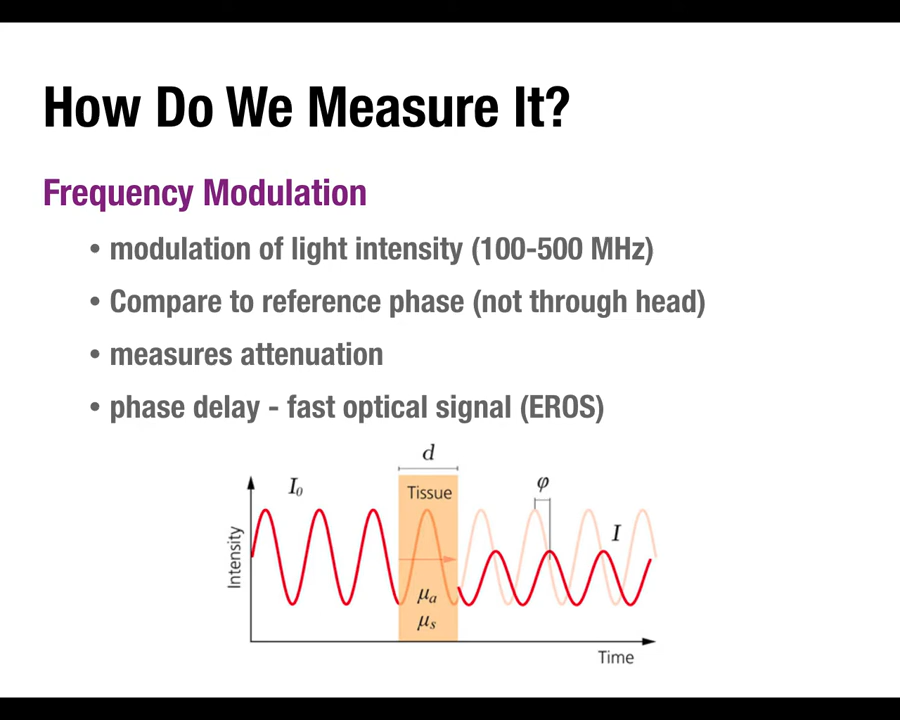 How Do We Measure It?
Frequency Modulation
• modulation of light intensity (100-500 MHz)
• Compare to reference phase (not through head)
• measures attenuation
• phase delay - fast optical signal (EROS)
d
I₀
Tissue
φ
I
Intensity
μₐ
μₛ
Time